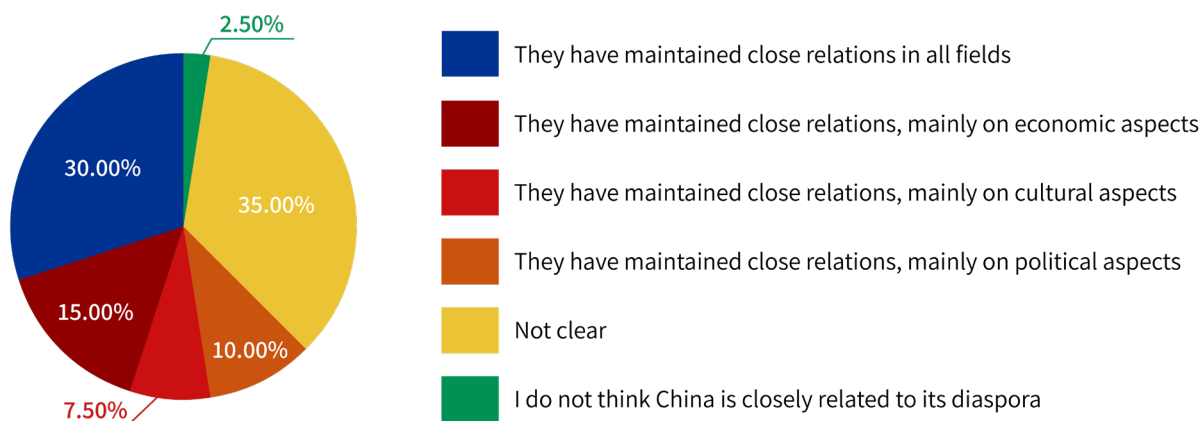 2.50%
30.00%
35.00%
15.00%
10.00%
7.50%
They have maintained close relations in all fields
They have maintained close relations, mainly on economic aspects
They have maintained close relations, mainly on cultural aspects
They have maintained close relations, mainly on political aspects
Not clear
I do not think China is closely related to its diaspora